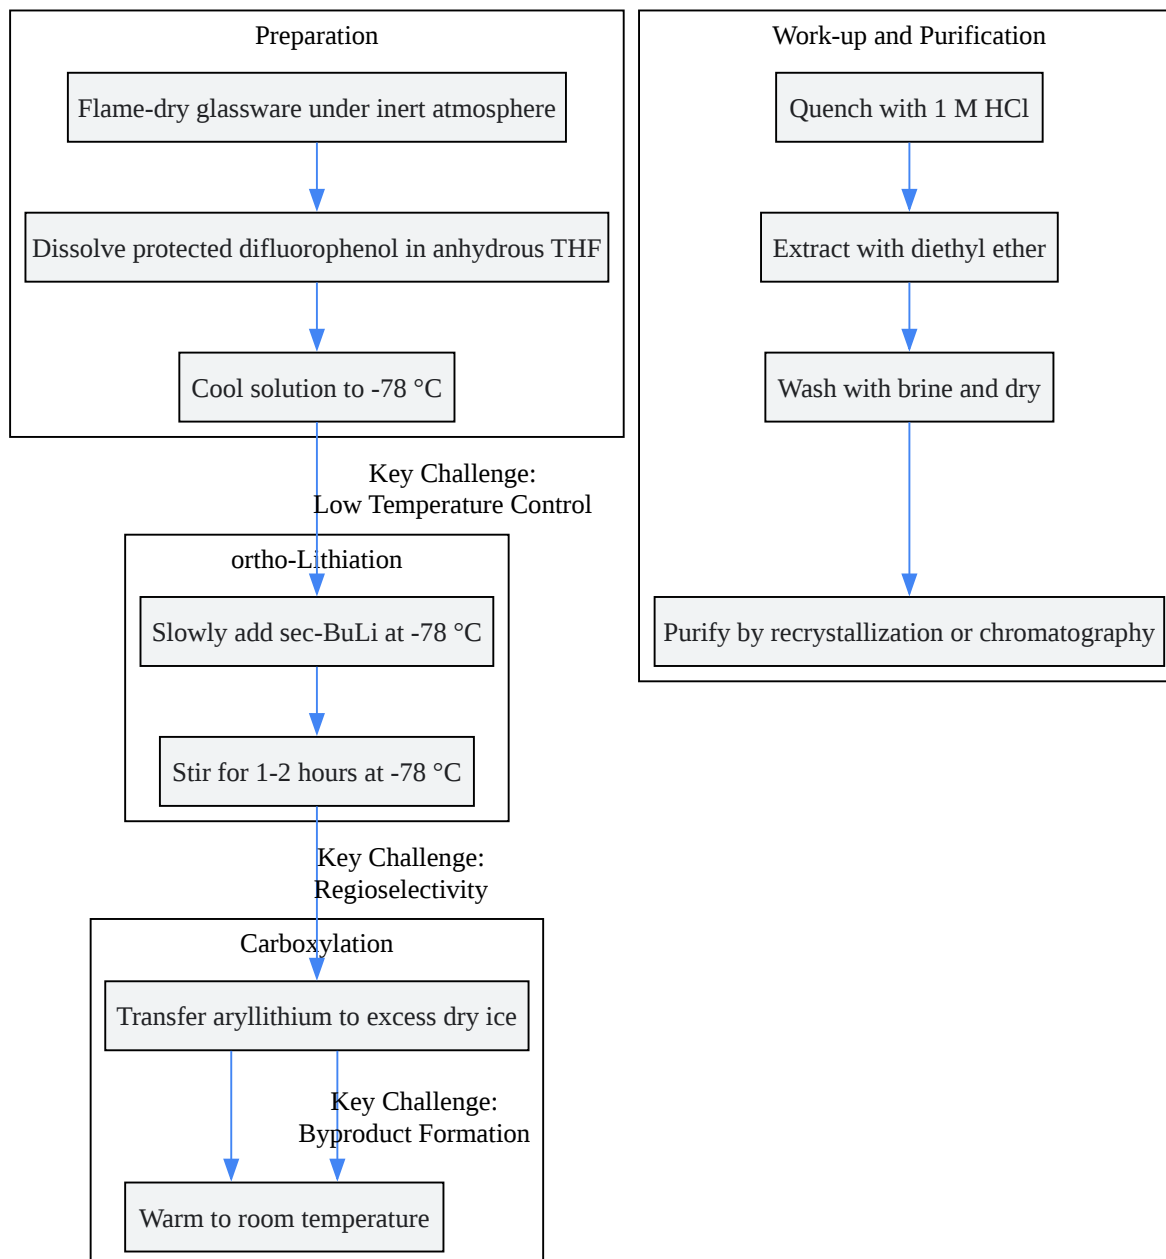 Preparation
Flame-dry glassware under inert atmosphere
Dissolve protected difluorophenol in anhydrous THF
Cool solution to -78 °C
Key Challenge:
Low Temperature Control
ortho-Lithiation
Slowly add sec-BuLi at -78 °C
Stir for 1-2 hours at -78 °C
Key Challenge:
Regioselectivity
Carboxylation
Transfer aryllithium to excess dry ice
Key Challenge:
Byproduct Formation
Warm to room temperature
Work-up and Purification
Quench with 1 M HCl
Extract with diethyl ether
Wash with brine and dry
Purify by recrystallization or chromatography